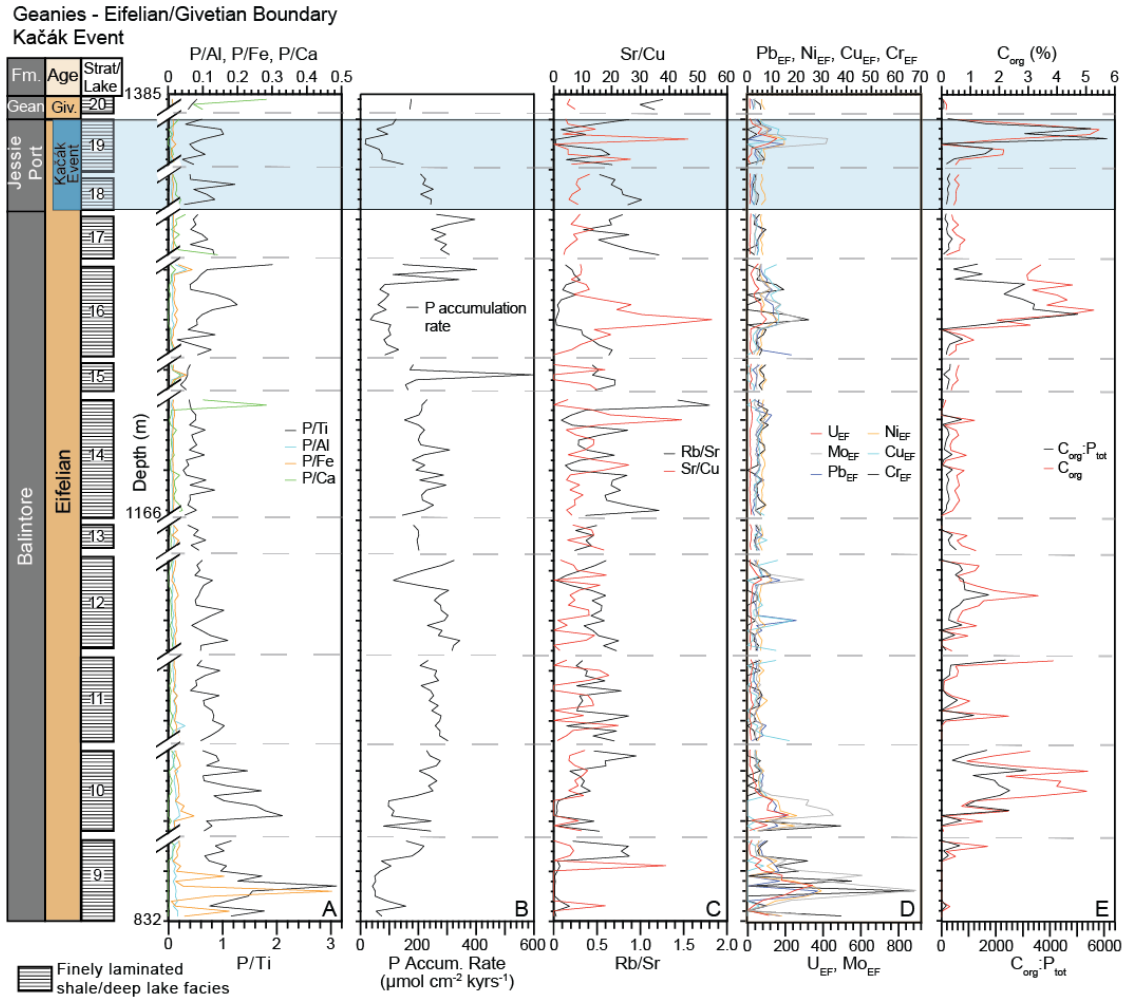 Geanies - Eifelian/Givetian Boundary
Kačák Event
P/Al, P/Fe, P/Ca
Sr/Cu
Pb_EF, Ni_EF, Cu_EF, Cr_EF
C_org (%)
Fm. Age Strat/Lake
0 0.1 0.2 0.3 0.4 0.5
0 10 20 30 40 50 60
0 10 20 30 40 50 60 70
0 1 2 3 4 5 6
1385
Gean Giv. 20
Jessie Port
Kačák Event
19
18
Balintore
Eifelian
17
16
15
14
13
12
11
10
9
Depth (m)
1166
832
P/Ti
P/Al
P/Fe
P/Ca
P accumulation
rate
Rb/Sr
Sr/Cu
U_EF
Mo_EF
Pb_EF
Ni_EF
Cu_EF
Cr_EF
C_org:P_tot
C_org
A
B
C
D
E
0 1 2 3
0 200 400 600
0 0.5 1.0 1.5 2.0
0 200 400 600 800
0 2000 4000 6000
P/Ti
P Accum. Rate
(µmol cm⁻² kyrs⁻¹)
Rb/Sr
U_EF, Mo_EF
C_org:P_tot
Finely laminated
shale/deep lake facies